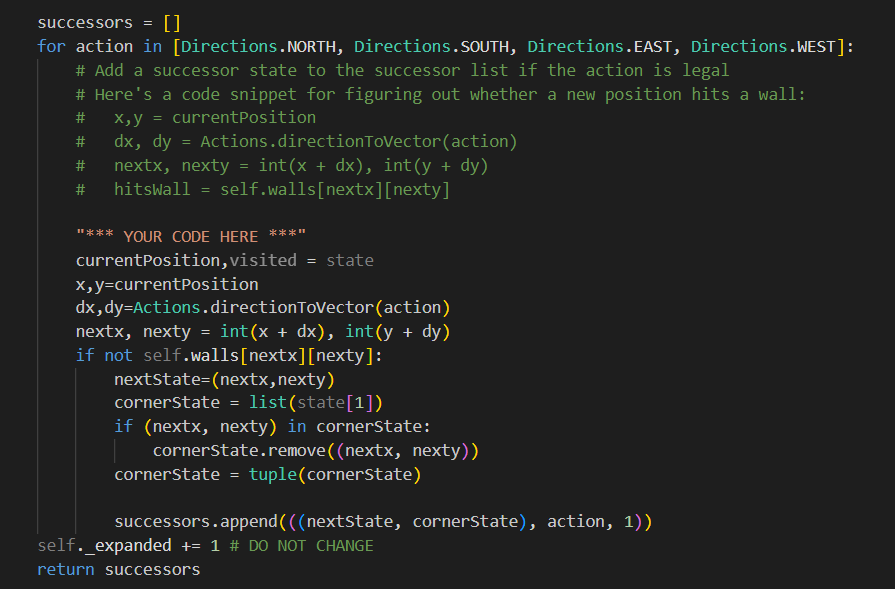 successors = []
for action in [Directions.NORTH, Directions.SOUTH, Directions.EAST, Directions.WEST]:
    # Add a successor state to the successor list if the action is legal
    # Here's a code snippet for figuring out whether a new position hits a wall:
    #   x,y = currentPosition
    #   dx, dy = Actions.directionToVector(action)
    #   nextx, nexty = int(x + dx), int(y + dy)
    #   hitsWall = self.walls[nextx][nexty]

    "*** YOUR CODE HERE ***"
    currentPosition,visited = state
    x,y=currentPosition
    dx,dy=Actions.directionToVector(action)
    nextx, nexty = int(x + dx), int(y + dy)
    if not self.walls[nextx][nexty]:
        nextState=(nextx,nexty)
        cornerState = list(state[1])
        if (nextx, nexty) in cornerState:
            cornerState.remove((nextx, nexty))
        cornerState = tuple(cornerState)

        successors.append(((nextState, cornerState), action, 1))
self._expanded += 1 # DO NOT CHANGE
return successors